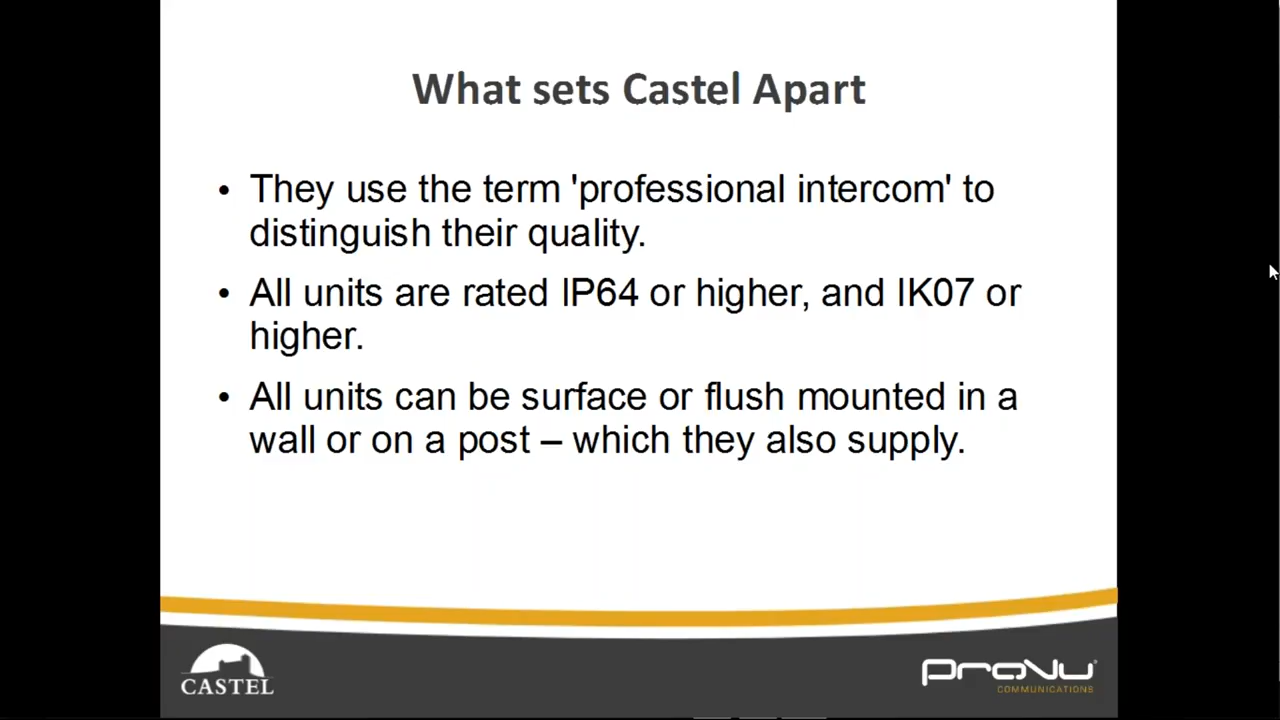 What sets Castel Apart
• They use the term 'professional intercom' to
distinguish their quality.
• All units are rated IP64 or higher, and IK07 or
higher.
• All units can be surface or flush mounted in a
wall or on a post – which they also supply.
CASTEL
ProVu
COMMUNICATIONS